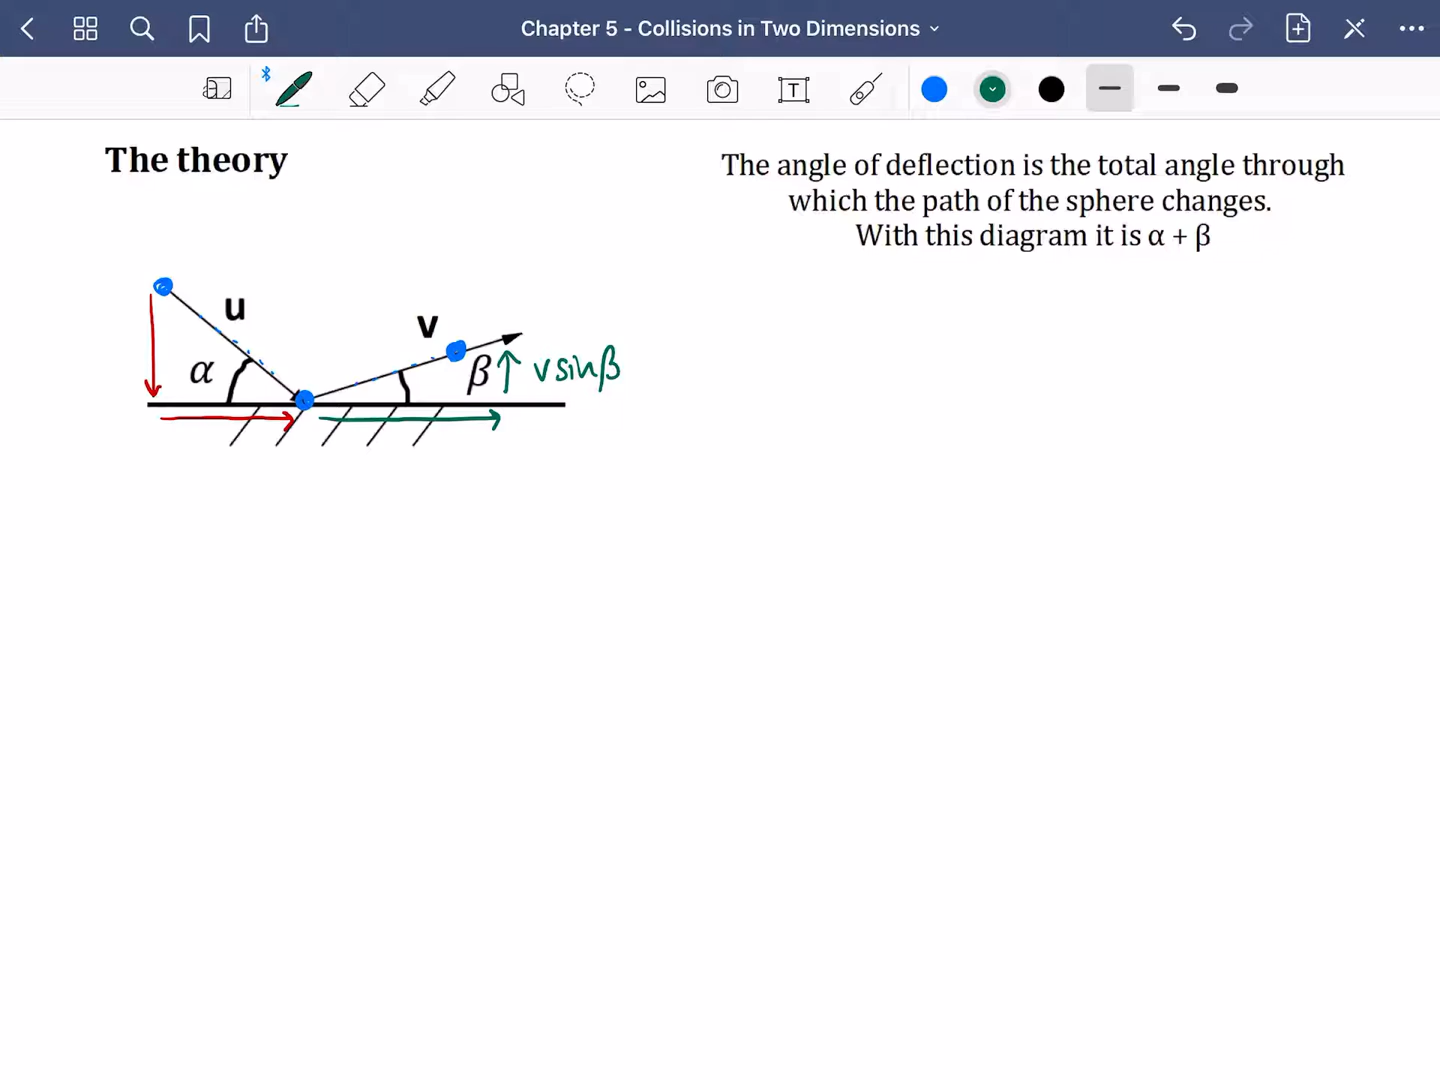 Chapter 5 - Collisions in Two Dimensions
The theory
The angle of deflection is the total angle through
which the path of the sphere changes.
With this diagram it is α + β
u
v
α
β
v sinβ